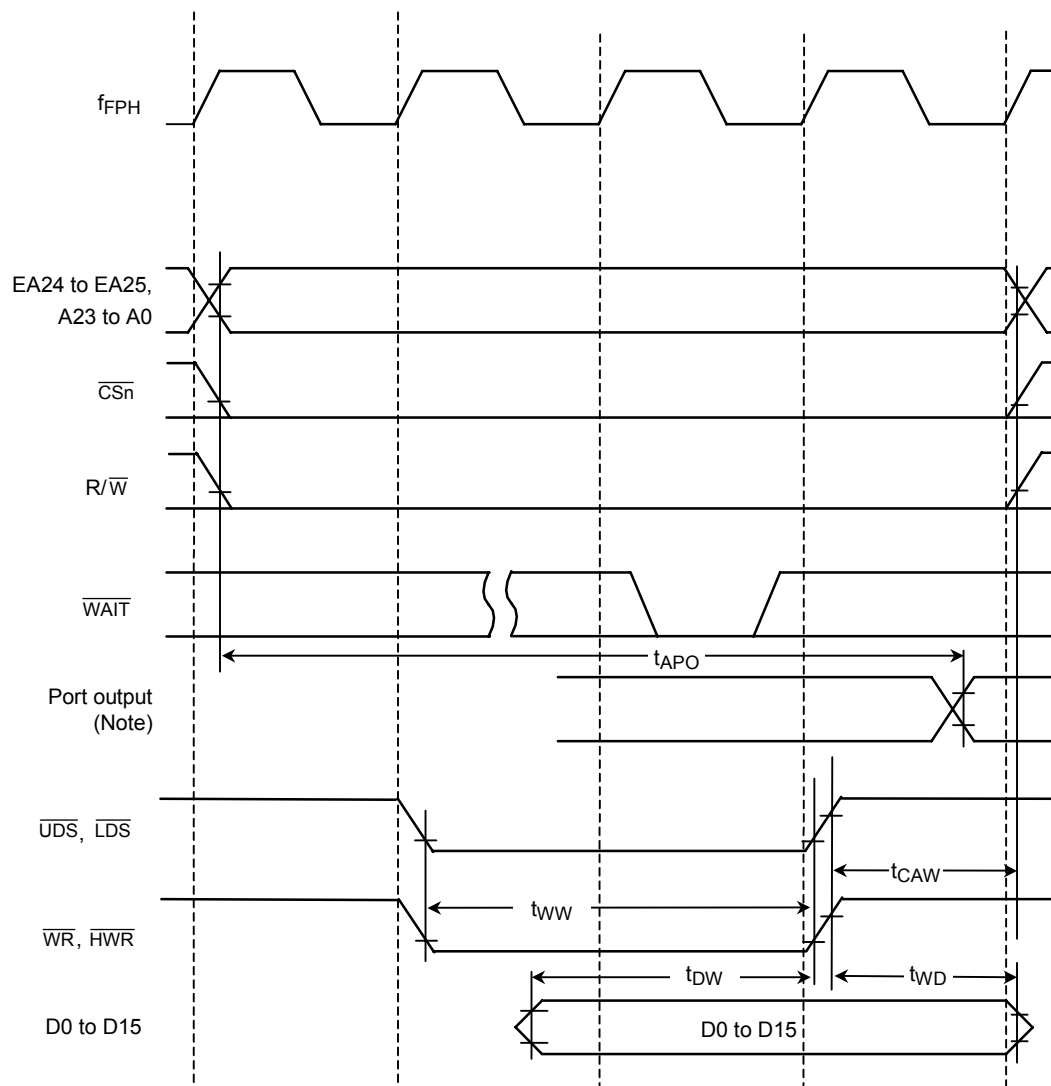 fFPH
EA24 to EA25,
A23 to A0
CSn
R/W
WAIT
tAPO
Port output
(Note)
UDS, LDS
tCAW
tWW
WR, HWR
tDW
tWD
D0 to D15
D0 to D15